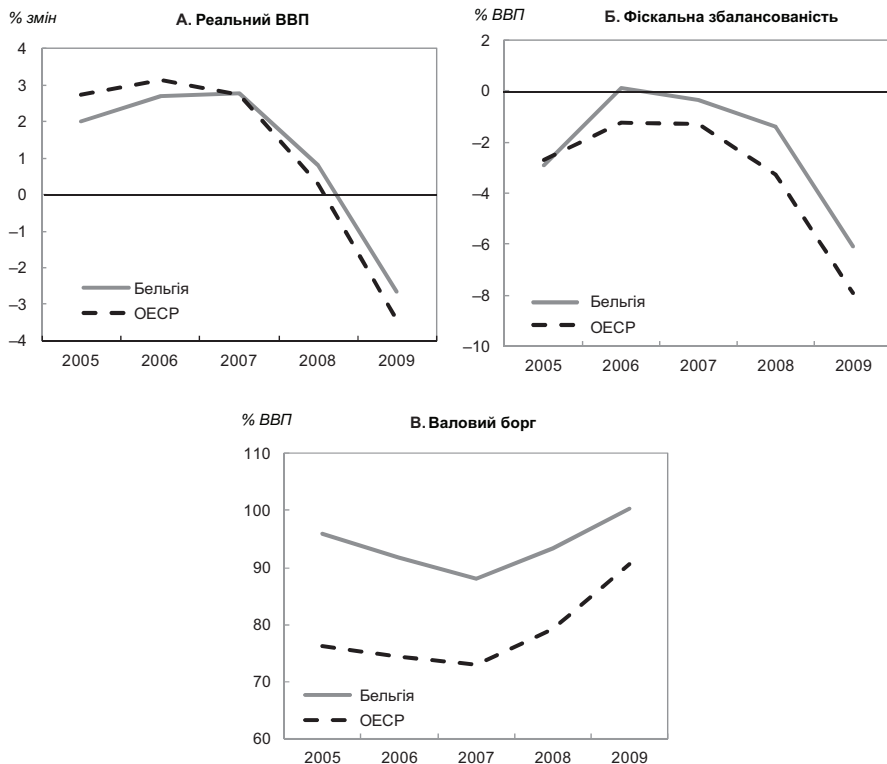 % змін
А. Реальний ВВП
4
3
2
1
0
–1
–2
–3
–4
Бельгія
ОЕСР
2005 2006 2007 2008 2009
% ВВП
Б. Фіскальна збалансованість
2
0
–2
–4
–6
–8
–10
Бельгія
ОЕСР
2005 2006 2007 2008 2009
% ВВП
В. Валовий борг
110
100
90
80
70
60
Бельгія
ОЕСР
2005 2006 2007 2008 2009